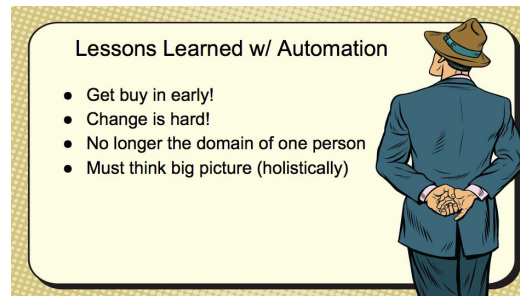 Lessons Learned w/ Automation
● Get buy in early!
● Change is hard!
● No longer the domain of one person
● Must think big picture (holistically)